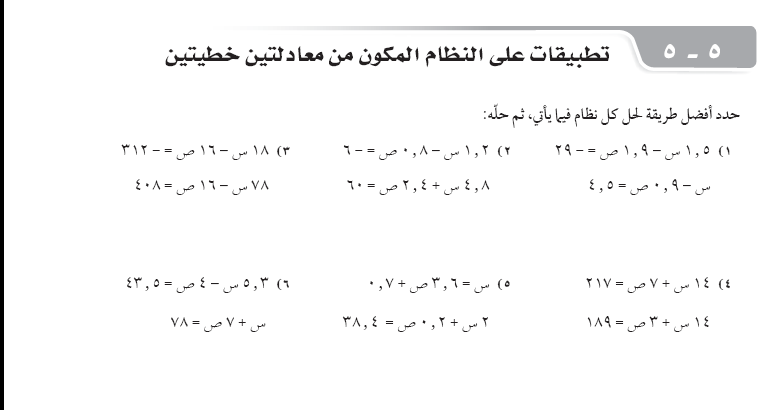 ٥ - ٥ تطبيقات على النظام المكون من معادلتين خطيتين
حدد أفضل طريقة لحل كل نظام فيما يأتي، ثم حلّه:
١) ١,٥ س – ١,٩ ص = – ٢٩ ٢) ١,٢ س – ٠,٨ ص = – ٦ ٣) ١٨ س – ١٦ ص = – ٣١٢
س – ٠,٩ ص = ٤,٥ ٤,٨ س + ٢,٤ ص = ٦٠ ٧٨ س – ١٦ ص = ٤٠٨
٤) ١٤ س + ٧ ص = ٢١٧ ٥) س = ٣,٦ ص + ٠,٧ ٦) ٥,٣ س – ٤ ص = ٤٣,٥
١٤ س + ٣ ص = ١٨٩ ٢ س + ٠,٢ ص = ٣٨,٤ س + ٧ ص = ٧٨